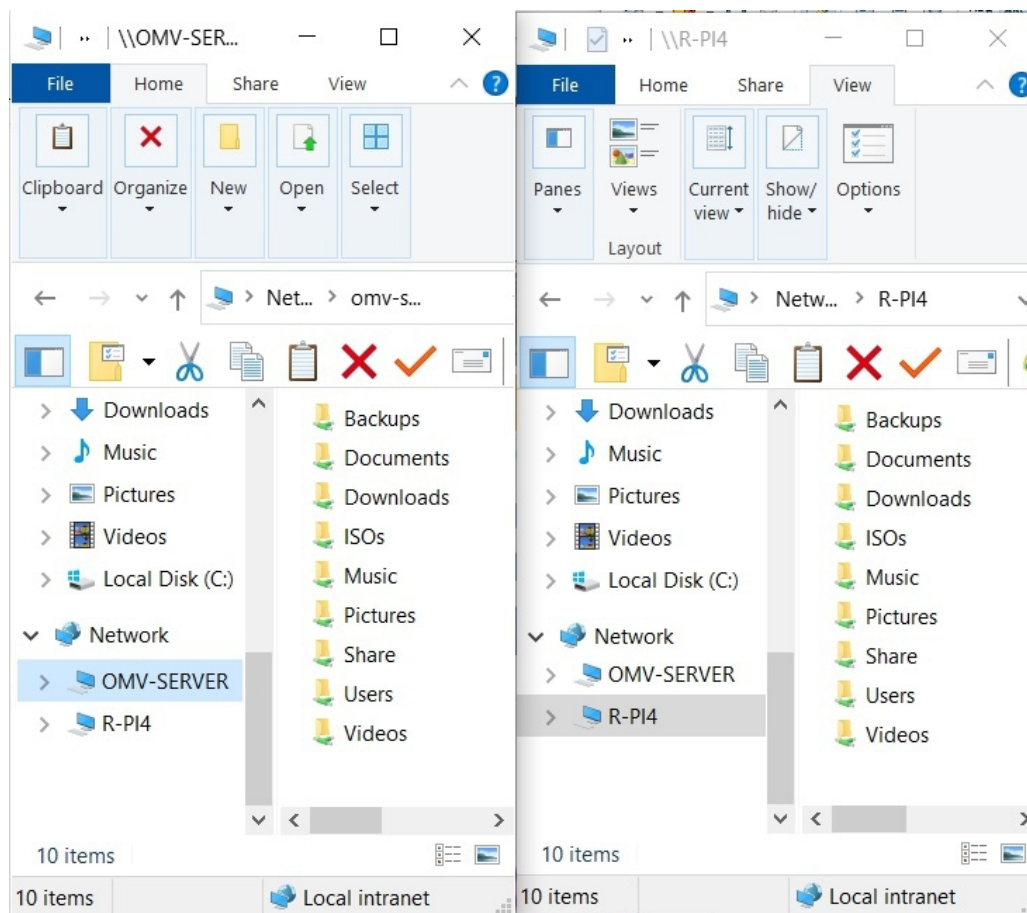 \\OMV-SER...
File Home Share View
Clipboard Organize New Open Select
Net... omv-s...
Downloads
Music
Pictures
Videos
Local Disk (C:)
Network
OMV-SERVER
R-PI4
Backups
Documents
Downloads
ISOs
Music
Pictures
Share
Users
Videos
10 items
10 items Local intranet
\\R-PI4
File Home Share View
Panes Views Current view Show/ hide Options
Layout
Netw... R-PI4
Downloads
Music
Pictures
Videos
Local Disk (C:)
Network
OMV-SERVER
R-PI4
Backups
Documents
Downloads
ISOs
Music
Pictures
Share
Users
Videos
10 items
10 items Local intranet